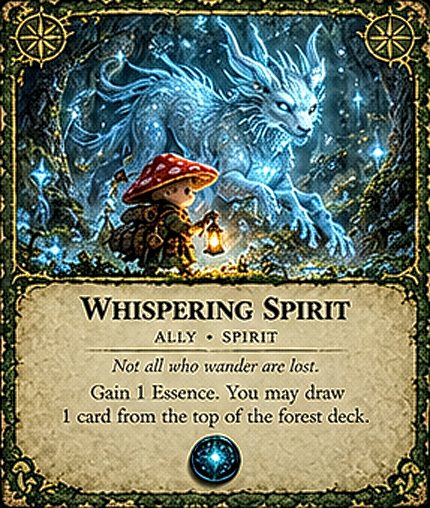 WHISPERING SPIRIT
ALLY • SPIRIT
Not all who wander are lost.
Gain 1 Essence. You may draw
1 card from the top of the forest deck.